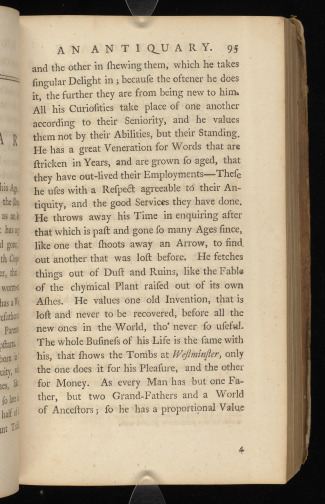 AN ANTIQUARY. 95
and the other in ſhewing them, which he takes
ſingular Delight in; becauſe the oftener he does
it, the further they are from being new to him.
All his Curioſities take place of one another
according to their Seniority, and he values
them not by their Abilities, but their Standing.
He has a great Veneration for Words that are
ſtricken in Years, and are grown ſo aged, that
they have out-lived their Employments—Theſe
he uſes with a Reſpect agreeable to their An-
tiquity, and the good Services they have done.
He throws away his Time in enquiring after
that which is paſt and gone ſo many Ages ſince,
like one that ſhoots away an Arrow, to find
out another that was loſt before. He fetches
things out of Duſt and Ruins, like the Fable
of the chymical Plant raiſed out of its own
Aſhes. He values one old Invention, that is
loſt and never to be recovered, before all the
new ones in the World, tho' never ſo uſeful.
The whole Buſineſs of his Life is the ſame with
his, that ſhows the Tombs at Weſtminſter, only
the one does it for his Pleaſure, and the other
for Money. As every Man has but one Fa-
ther, but two Grand-Fathers and a World
of Anceſtors; ſo he has a proportional Value
4